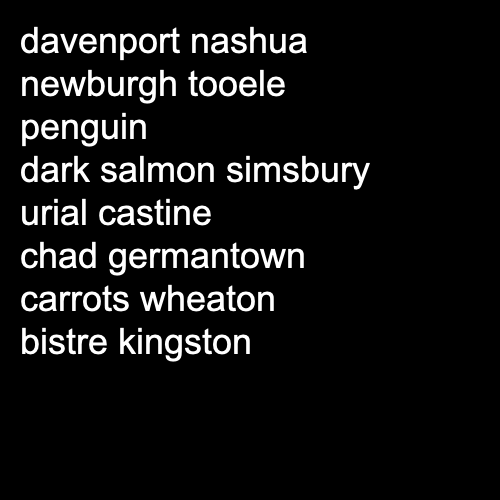 davenport nashua
newburgh tooele
penguin
dark salmon simsbury
urial castine
chad germantown
carrots wheaton
bistre kingston